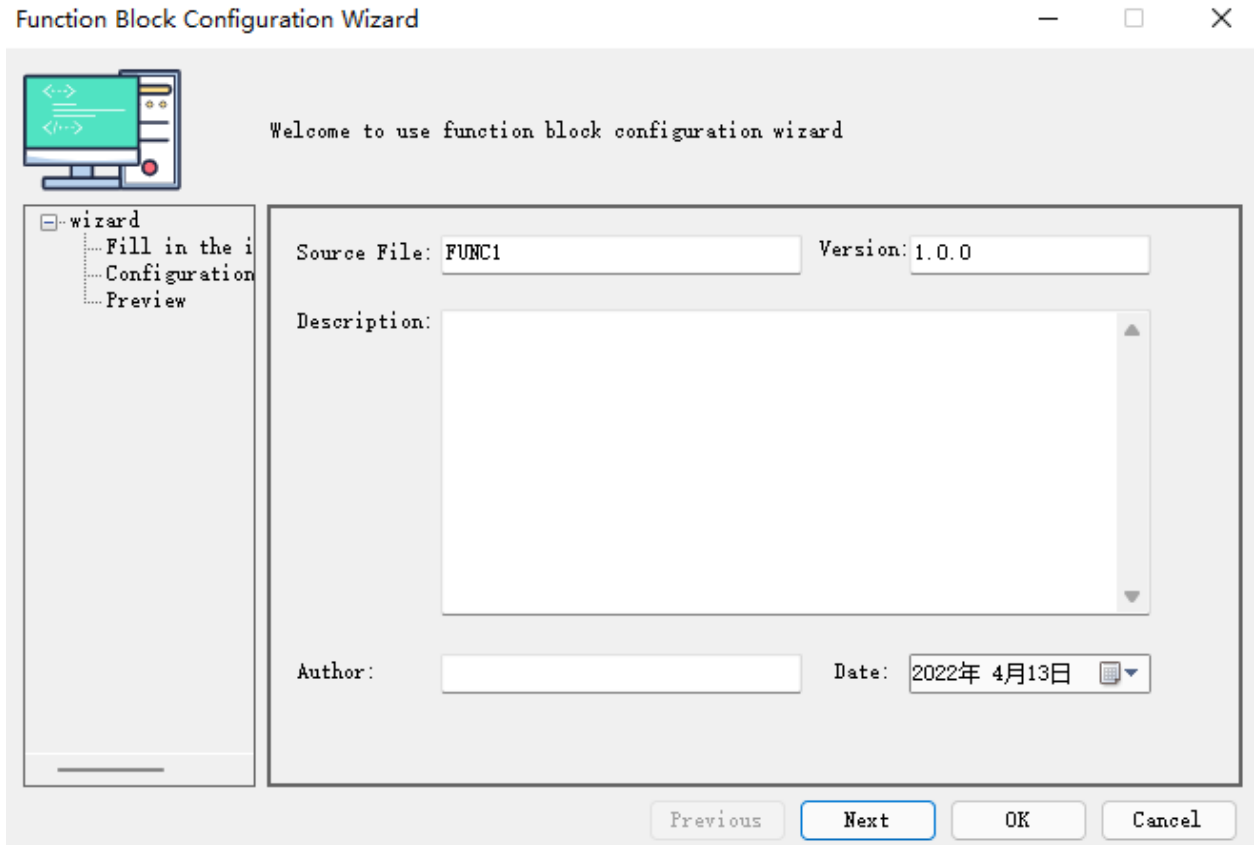 Function Block Configuration Wizard
<--->
</--->
Welcome to use function block configuration wizard
wizard
Fill in the i
Configuration
Preview
Source File: FUNC1 Version: 1.0.0
Description:
Author: Date: 2022年 4月13日
Previous Next OK Cancel